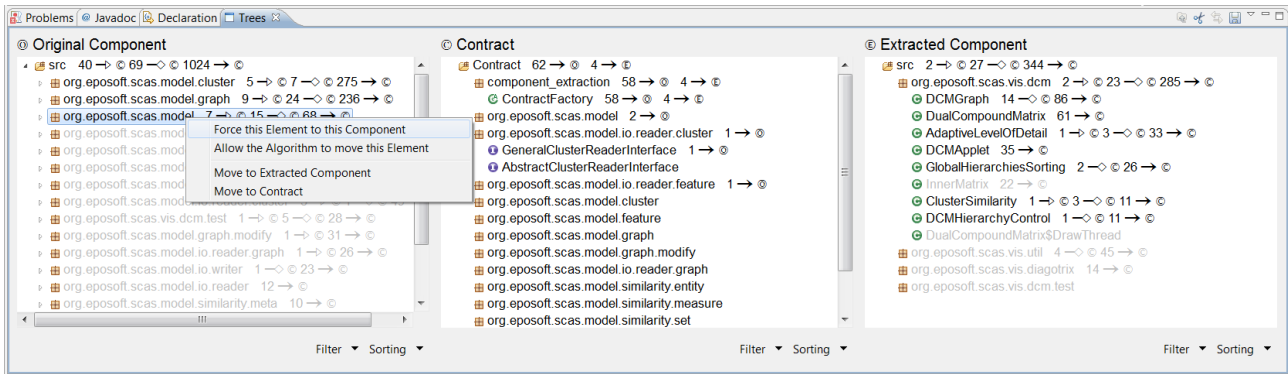 Problems @ Javadoc Declaration Trees
Ⓞ Original Component
src 40 –▷ © 69 –◇ © 1024 → ©
org.eposoft.scas.model.cluster 5 –▷ © 7 –◇ © 275 → ©
org.eposoft.scas.model.graph 9 –▷ © 24 –◇ © 236 → ©
org.eposoft.scas.model 7 –▷ © 15 –◇ © 68 → ©
org.eposoft.scas.mod
org.eposoft.scas.mod
org.eposoft.scas.mod
org.eposoft.scas.vis.dcm.test 1 –▷ © 5 –◇ © 28 → ©
org.eposoft.scas.model.graph.modify 1 –▷ © 31 → ©
org.eposoft.scas.model.io.reader.graph 1 –▷ © 26 → ©
org.eposoft.scas.model.io.writer 1 –◇ © 23 → ©
org.eposoft.scas.model.io.reader 12 –▷ ©
org.eposoft.scas.model.similarity.meta 10 → ©
Force this Element to this Component
Allow the Algorithm to move this Element
Move to Extracted Component
Move to Contract
Filter Sorting
© Contract
Contract 62 → Ⓞ 4 → Ⓔ
component_extraction 58 → Ⓞ 4 → Ⓔ
ContractFactory 58 → Ⓞ 4 → Ⓔ
org.eposoft.scas.model 2 → Ⓞ
org.eposoft.scas.model.io.reader.cluster 1 → Ⓞ
GeneralClusterReaderInterface 1 → Ⓞ
AbstractClusterReaderInterface
org.eposoft.scas.model.io.reader.feature 1 → Ⓞ
org.eposoft.scas.model.cluster
org.eposoft.scas.model.feature
org.eposoft.scas.model.graph
org.eposoft.scas.model.graph.modify
org.eposoft.scas.model.io.reader.graph
org.eposoft.scas.model.similarity.entity
org.eposoft.scas.model.similarity.measure
org.eposoft.scas.model.similarity.set
Filter Sorting
Ⓔ Extracted Component
src 2 –▷ © 27 –◇ © 344 → ©
org.eposoft.scas.vis.dcm 2 –▷ © 23 –◇ © 285 → ©
DCMGraph 14 –◇ © 86 → ©
DualCompoundMatrix 61 → ©
AdaptiveLevelOfDetail 1 –▷ © 3 –◇ © 33 → ©
DCMApplet 35 → ©
GlobalHierarchiesSorting 2 –◇ © 26 → ©
InnerMatrix 22 → ©
ClusterSimilarity 1 –▷ © 3 –◇ © 11 → ©
DCMHierarchyControl 1 –◇ © 11 → ©
DualCompoundMatrix$DrawThread
org.eposoft.scas.vis.util 4 –◇ © 45 → ©
org.eposoft.scas.vis.diagotrix 14 → ©
org.eposoft.scas.vis.dcm.test
Filter Sorting